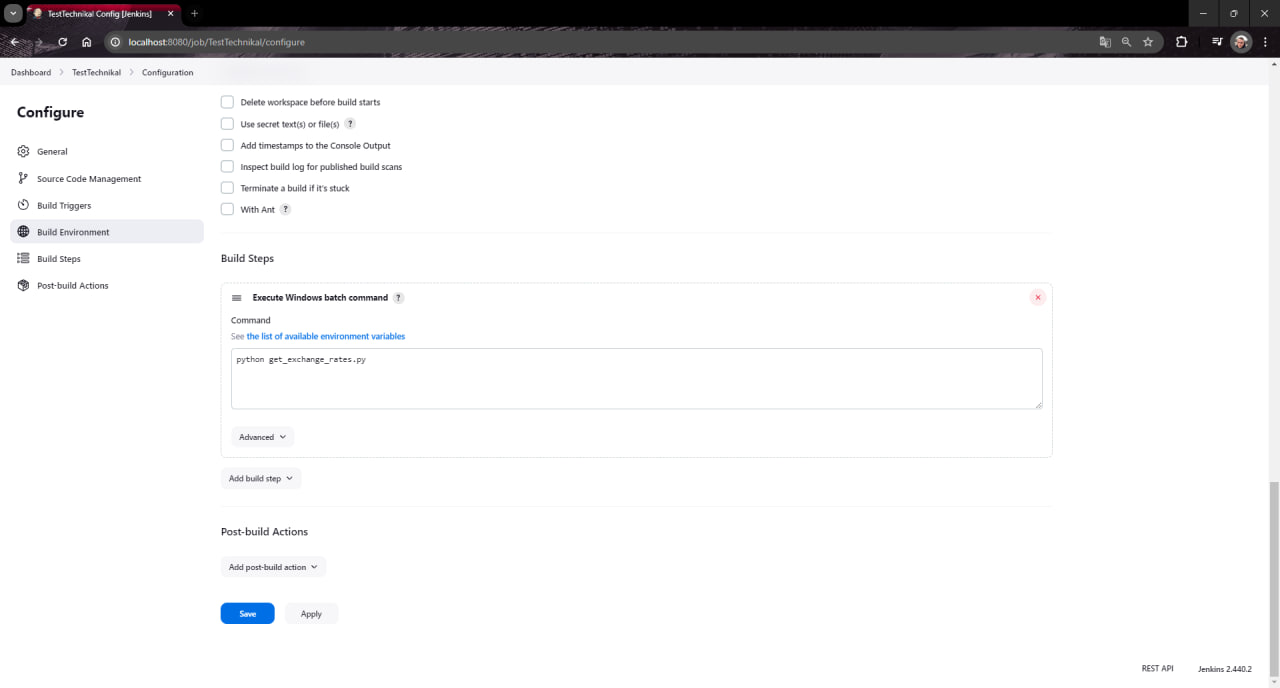 TestTechnikal Config [Jenkins]
localhost:8080/job/TestTechnikal/configure
Dashboard > TestTechnikal > Configuration
Configure
General
Source Code Management
Build Triggers
Build Environment
Build Steps
Post-build Actions
Delete workspace before build starts
Use secret text(s) or file(s) ?
Add timestamps to the Console Output
Inspect build log for published build scans
Terminate a build if it's stuck
With Ant ?
Build Steps
Execute Windows batch command ?
Command
See the list of available environment variables
python get_exchange_rates.py
Advanced
Add build step
Post-build Actions
Add post-build action
Save Apply
REST API Jenkins 2.440.2